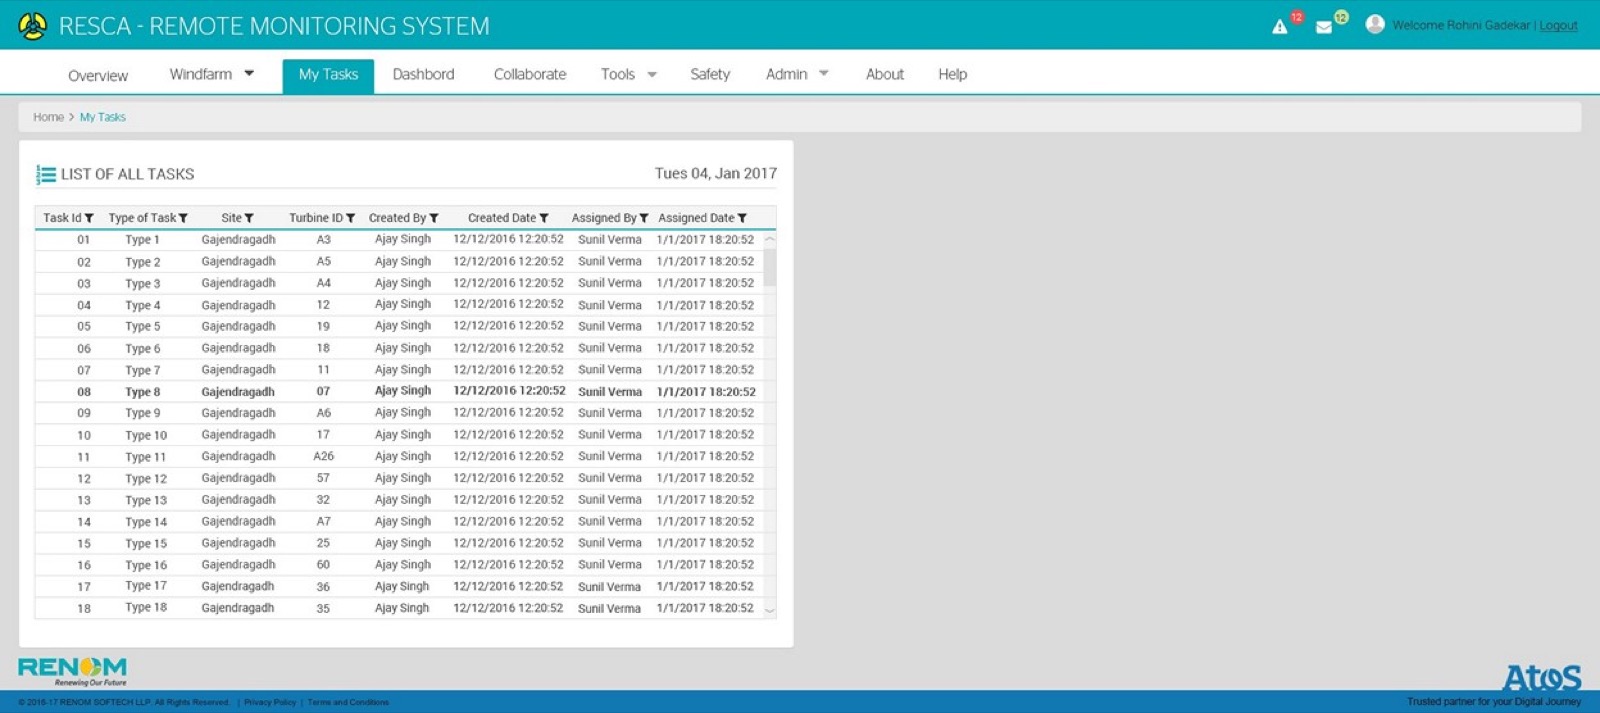 RESCA - REMOTE MONITORING SYSTEM 12 12 Welcome Rohini Gadekar | Logout
Overview Windfarm My Tasks Dashbord Collaborate Tools Safety Admin About Help
Home > My Tasks
LIST OF ALL TASKS Tues 04, Jan 2017
Task Id Type of Task Site Turbine ID Created By Created Date Assigned By Assigned Date
01 Type 1 Gajendragadh A3 Ajay Singh 12/12/2016 12:20:52 Sunil Verma 1/1/2017 18:20:52
02 Type 2 Gajendragadh A5 Ajay Singh 12/12/2016 12:20:52 Sunil Verma 1/1/2017 18:20:52
03 Type 3 Gajendragadh A4 Ajay Singh 12/12/2016 12:20:52 Sunil Verma 1/1/2017 18:20:52
04 Type 4 Gajendragadh 12 Ajay Singh 12/12/2016 12:20:52 Sunil Verma 1/1/2017 18:20:52
05 Type 5 Gajendragadh 19 Ajay Singh 12/12/2016 12:20:52 Sunil Verma 1/1/2017 18:20:52
06 Type 6 Gajendragadh 18 Ajay Singh 12/12/2016 12:20:52 Sunil Verma 1/1/2017 18:20:52
07 Type 7 Gajendragadh 11 Ajay Singh 12/12/2016 12:20:52 Sunil Verma 1/1/2017 18:20:52
08 Type 8 Gajendragadh 07 Ajay Singh 12/12/2016 12:20:52 Sunil Verma 1/1/2017 18:20:52
09 Type 9 Gajendragadh A6 Ajay Singh 12/12/2016 12:20:52 Sunil Verma 1/1/2017 18:20:52
10 Type 10 Gajendragadh 17 Ajay Singh 12/12/2016 12:20:52 Sunil Verma 1/1/2017 18:20:52
11 Type 11 Gajendragadh A26 Ajay Singh 12/12/2016 12:20:52 Sunil Verma 1/1/2017 18:20:52
12 Type 12 Gajendragadh 57 Ajay Singh 12/12/2016 12:20:52 Sunil Verma 1/1/2017 18:20:52
13 Type 13 Gajendragadh 32 Ajay Singh 12/12/2016 12:20:52 Sunil Verma 1/1/2017 18:20:52
14 Type 14 Gajendragadh A7 Ajay Singh 12/12/2016 12:20:52 Sunil Verma 1/1/2017 18:20:52
15 Type 15 Gajendragadh 25 Ajay Singh 12/12/2016 12:20:52 Sunil Verma 1/1/2017 18:20:52
16 Type 16 Gajendragadh 60 Ajay Singh 12/12/2016 12:20:52 Sunil Verma 1/1/2017 18:20:52
17 Type 17 Gajendragadh 36 Ajay Singh 12/12/2016 12:20:52 Sunil Verma 1/1/2017 18:20:52
18 Type 18 Gajendragadh 35 Ajay Singh 12/12/2016 12:20:52 Sunil Verma 1/1/2017 18:20:52
RENOM AtoS
Renewing Our Future
© 2016-17 RENOM SOFTECH LLP. All Rights Reserved. | Privacy Policy | Terms and Conditions Trusted partner for your Digital Journey